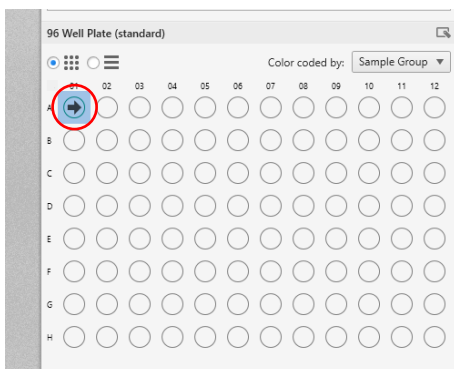 96 Well Plate (standard)
Color coded by: Sample Group
01 02 03 04 05 06 07 08 09 10 11 12
A
B
C
D
E
F
G
H